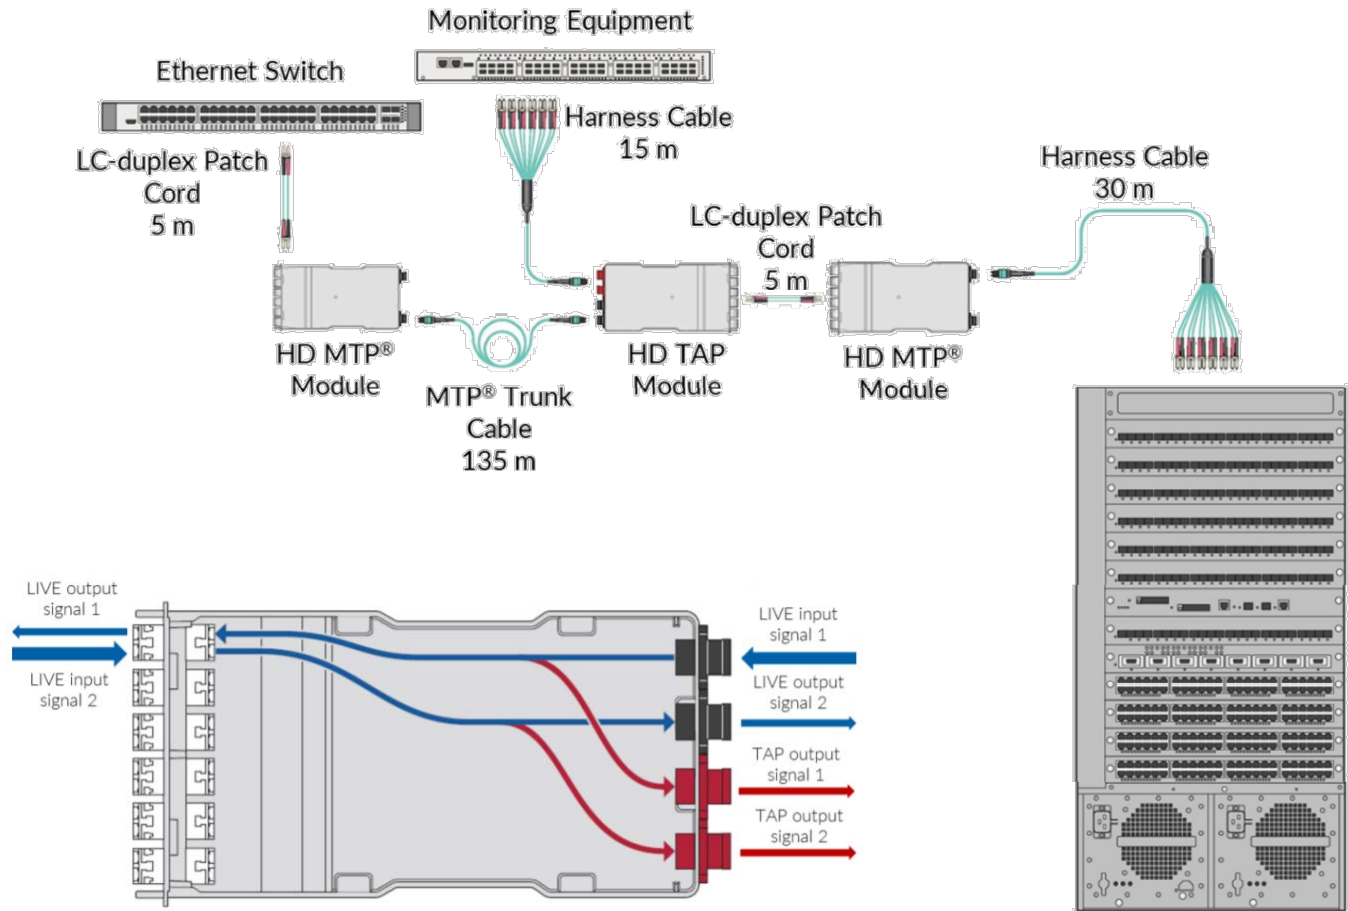 Monitoring Equipment
Ethernet Switch
Harness Cable
15 m
LC-duplex Patch
Cord
5 m
Harness Cable
30 m
LC-duplex Patch
Cord
5 m
HD MTP®
Module
HD TAP
Module
HD MTP®
Module
MTP® Trunk
Cable
135 m
LIVE output
signal 1
LIVE input
signal 2
LIVE input
signal 1
LIVE output
signal 2
TAP output
signal 1
TAP output
signal 2